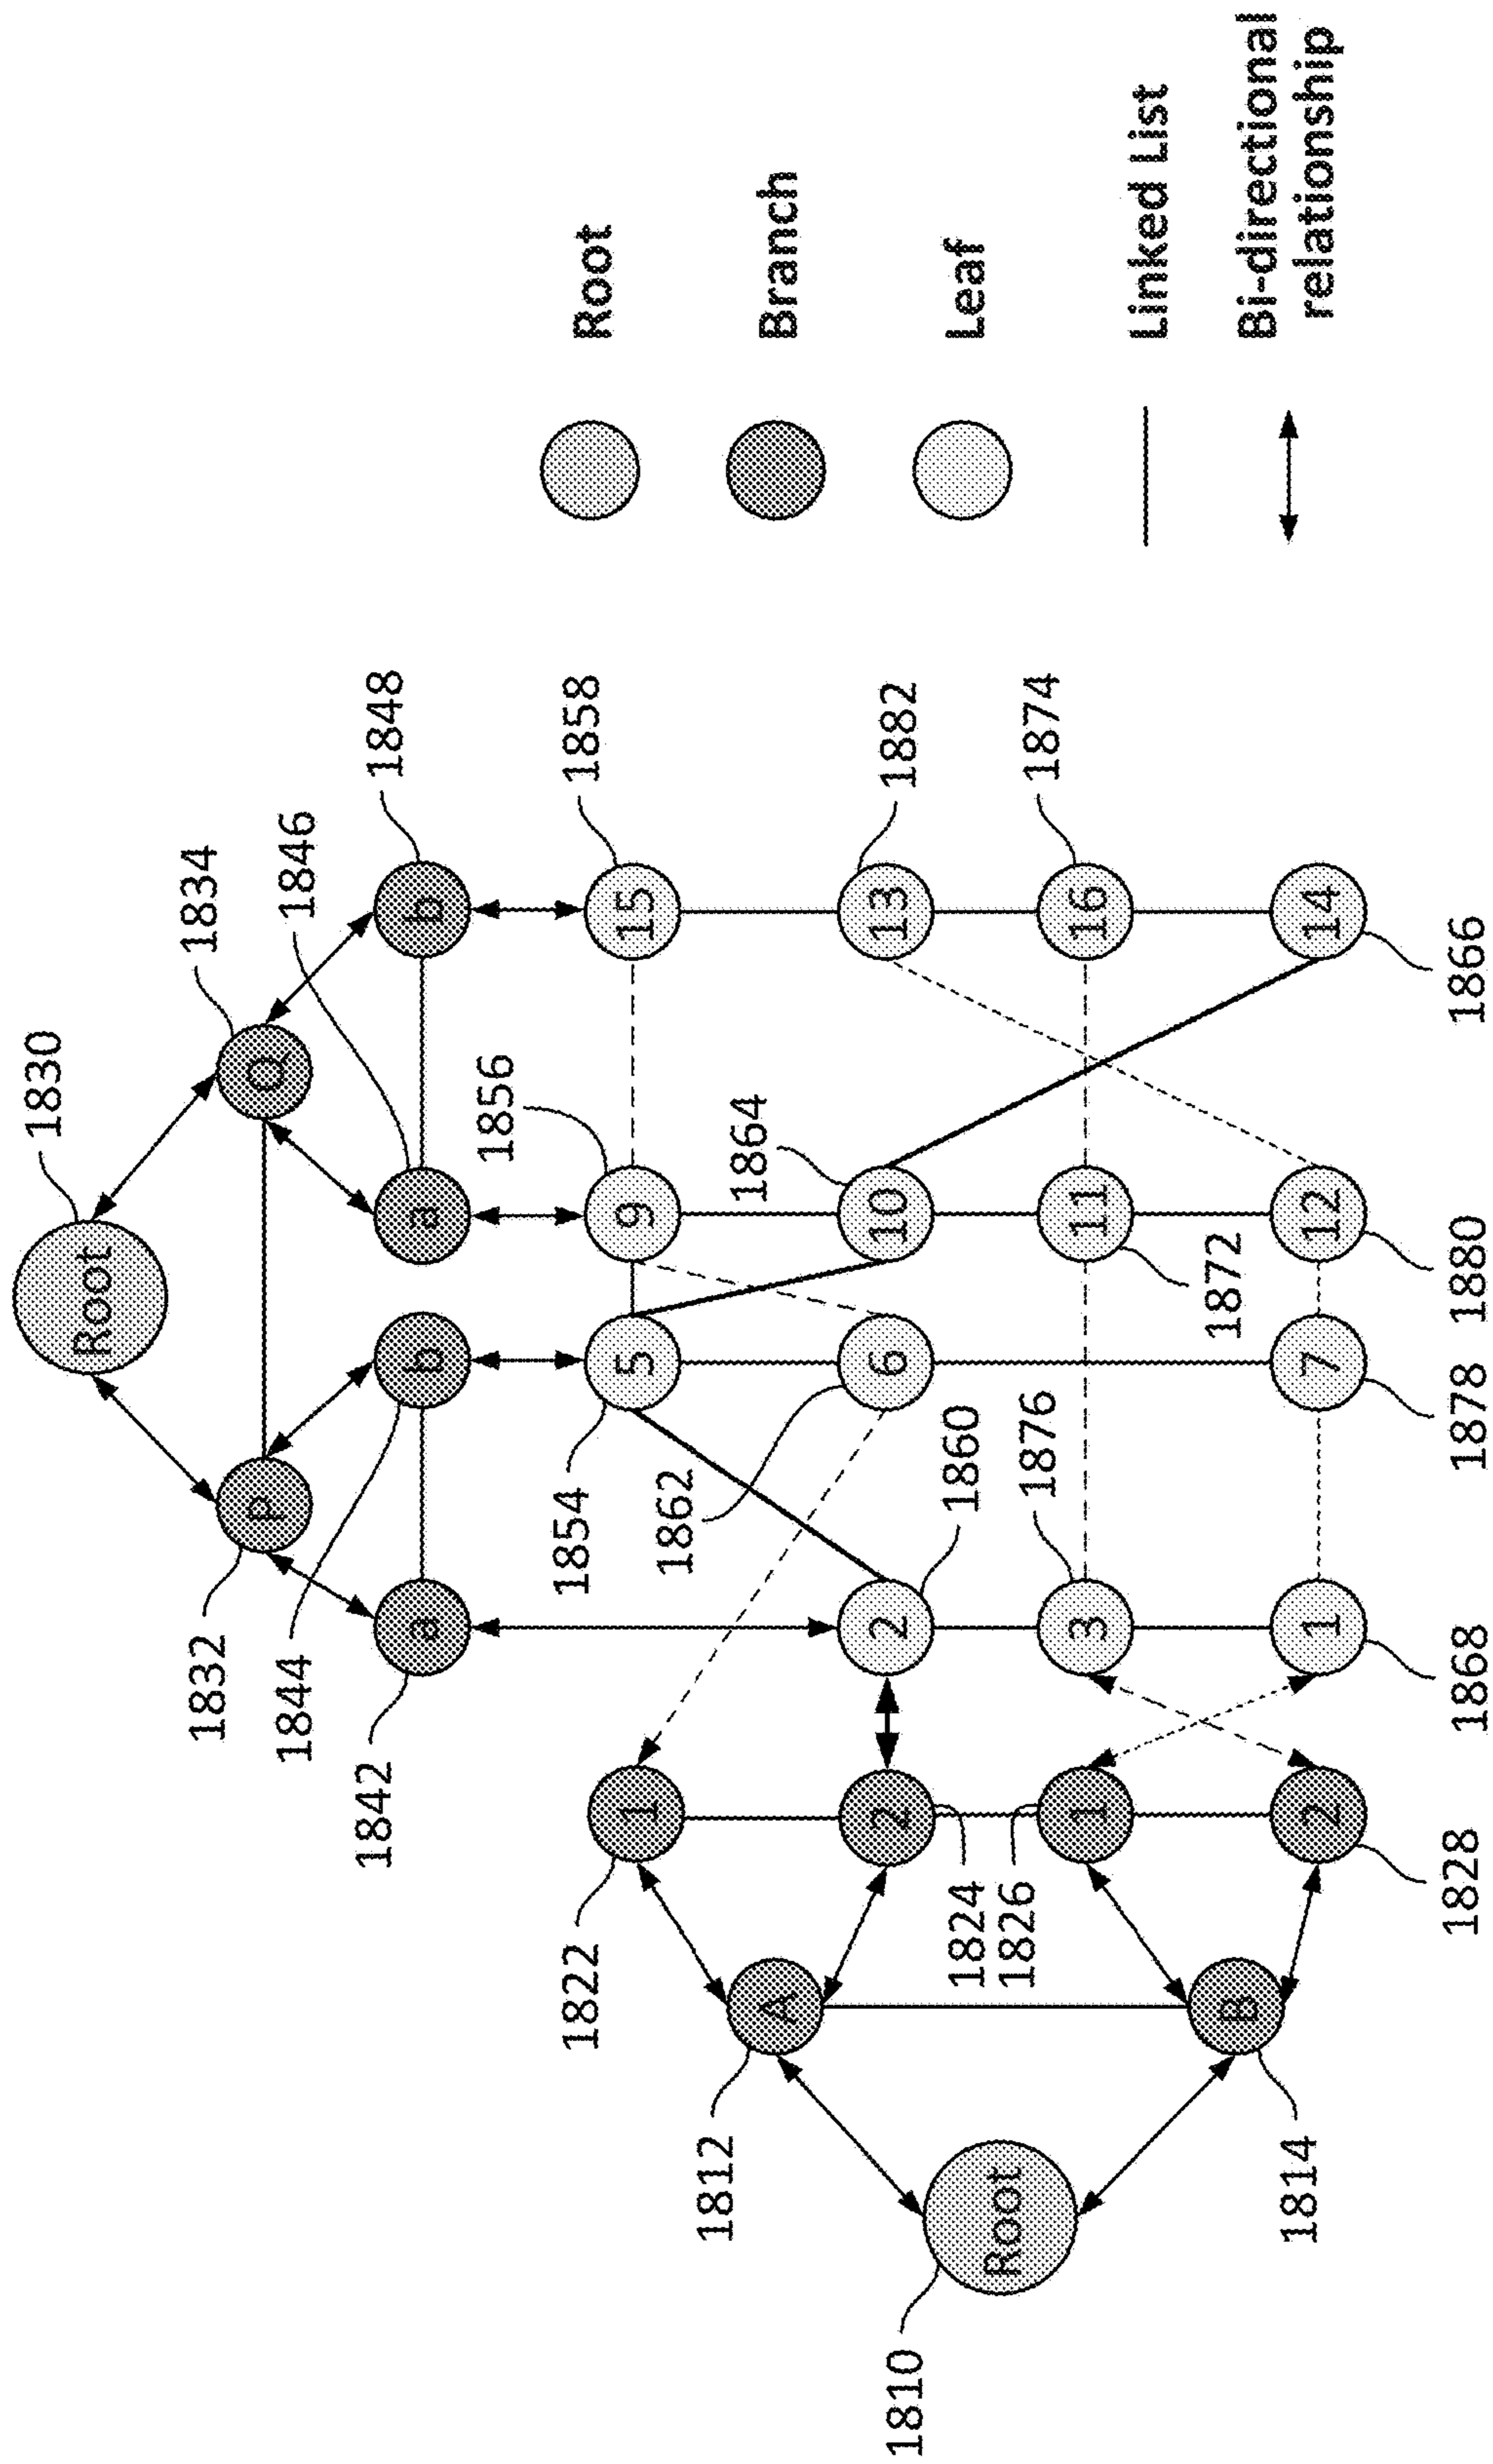 1830
Root
1832
1834
P
Q
1844
1846
1842
1848
a
b
a
b
1856
1822
1854
1858
1
5
9
15
1862
1812
1864
A
2
2
6
10
13
1882
1810
1824
1860
Root
1826
1876
1874
1
3
11
16
1872
B
1814
2
1
7
12
14
1828
1868
1878
1880
1866
Root
Branch
Leaf
Linked List
Bi-directional
relationship